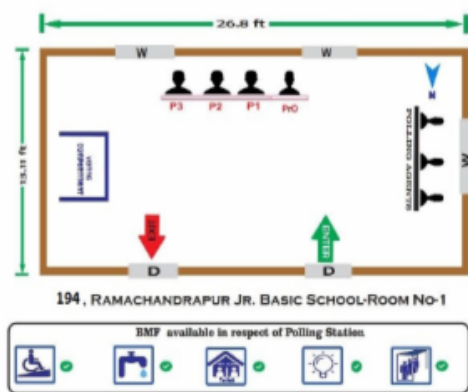 26.8 ft
W
W
P3
P2
P1
PrO
N
13.11 ft
VOTING COMPARTMENT
POLLING AGENTS
W
EXIT
ENTER
D
D
194, RAMACHANDRAPUR JR. BASIC SCHOOL-ROOM NO-1
BMF available in respect of Polling Station